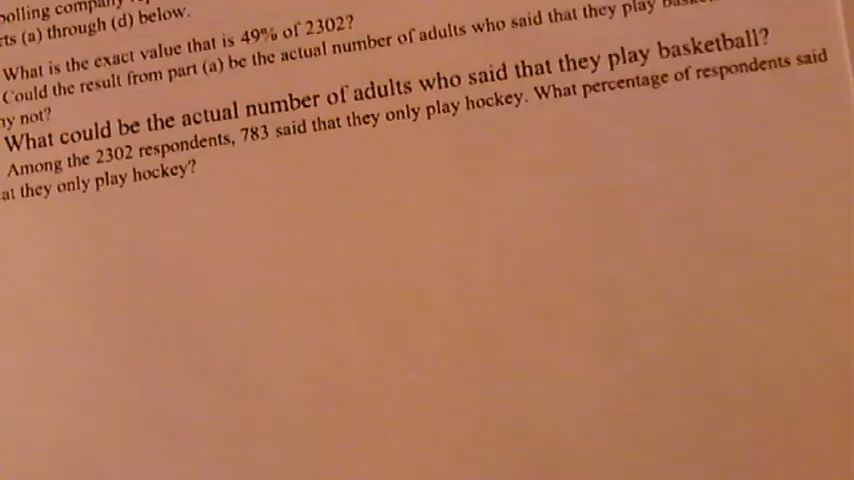 polling company
rts (a) through (d) below.
What is the exact value that is 49% of 2302?
Could the result from part (a) be the actual number of adults who said that they play
hy not?
What could be the actual number of adults who said that they play basketball?
Among the 2302 respondents, 783 said that they only play hockey. What percentage of respondents said
at they only play hockey?